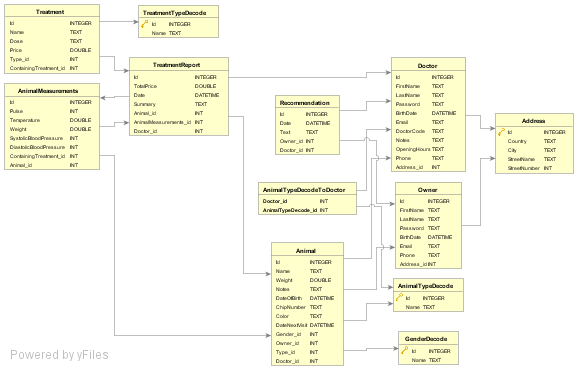 Treatment
Id INTEGER
Name TEXT
Dose TEXT
Price DOUBLE
Type_id INT
ContainingTreatment_id INT
TreatmentTypeDecode
Id INTEGER
Name TEXT
AnimalMeasurements
Id INTEGER
Pulse INT
Temperature DOUBLE
Weight DOUBLE
SystolicBloodPressure INT
DiastolicBloodPressure INT
ContainingTreatment_id INT
Animal_id INT
TreatmentReport
Id INTEGER
TotalPrice DOUBLE
Date DATETIME
Summary TEXT
Animal_id INT
AnimalMeasurements_id INT
Doctor_id INT
Recommendation
Id INTEGER
Date DATETIME
Text TEXT
Owner_id INT
Doctor_id INT
Doctor
Id INTEGER
FirstName TEXT
LastName TEXT
Password TEXT
BirthDate DATETIME
Email TEXT
DoctorCode TEXT
Notes TEXT
OpeningHours TEXT
Phone TEXT
Address_id INT
Address
Id INTEGER
Country TEXT
City TEXT
StreetName TEXT
StreetNumber INT
AnimalTypeDecodeToDoctor
Doctor_id INT
AnimalTypeDecode_id INT
Owner
Id INTEGER
FirstName TEXT
LastName TEXT
Password TEXT
BirthDate DATETIME
Email TEXT
Phone TEXT
Address_id INT
Animal
Id INTEGER
Name TEXT
Weight DOUBLE
Notes TEXT
DateOfBirth DATETIME
ChipNumber TEXT
Color TEXT
DateNextVisit DATETIME
Gender_id INT
Owner_id INT
Type_id INT
Doctor_id INT
AnimalTypeDecode
Id INTEGER
Name TEXT
GenderDecode
Id INTEGER
Name TEXT
Powered by yFiles